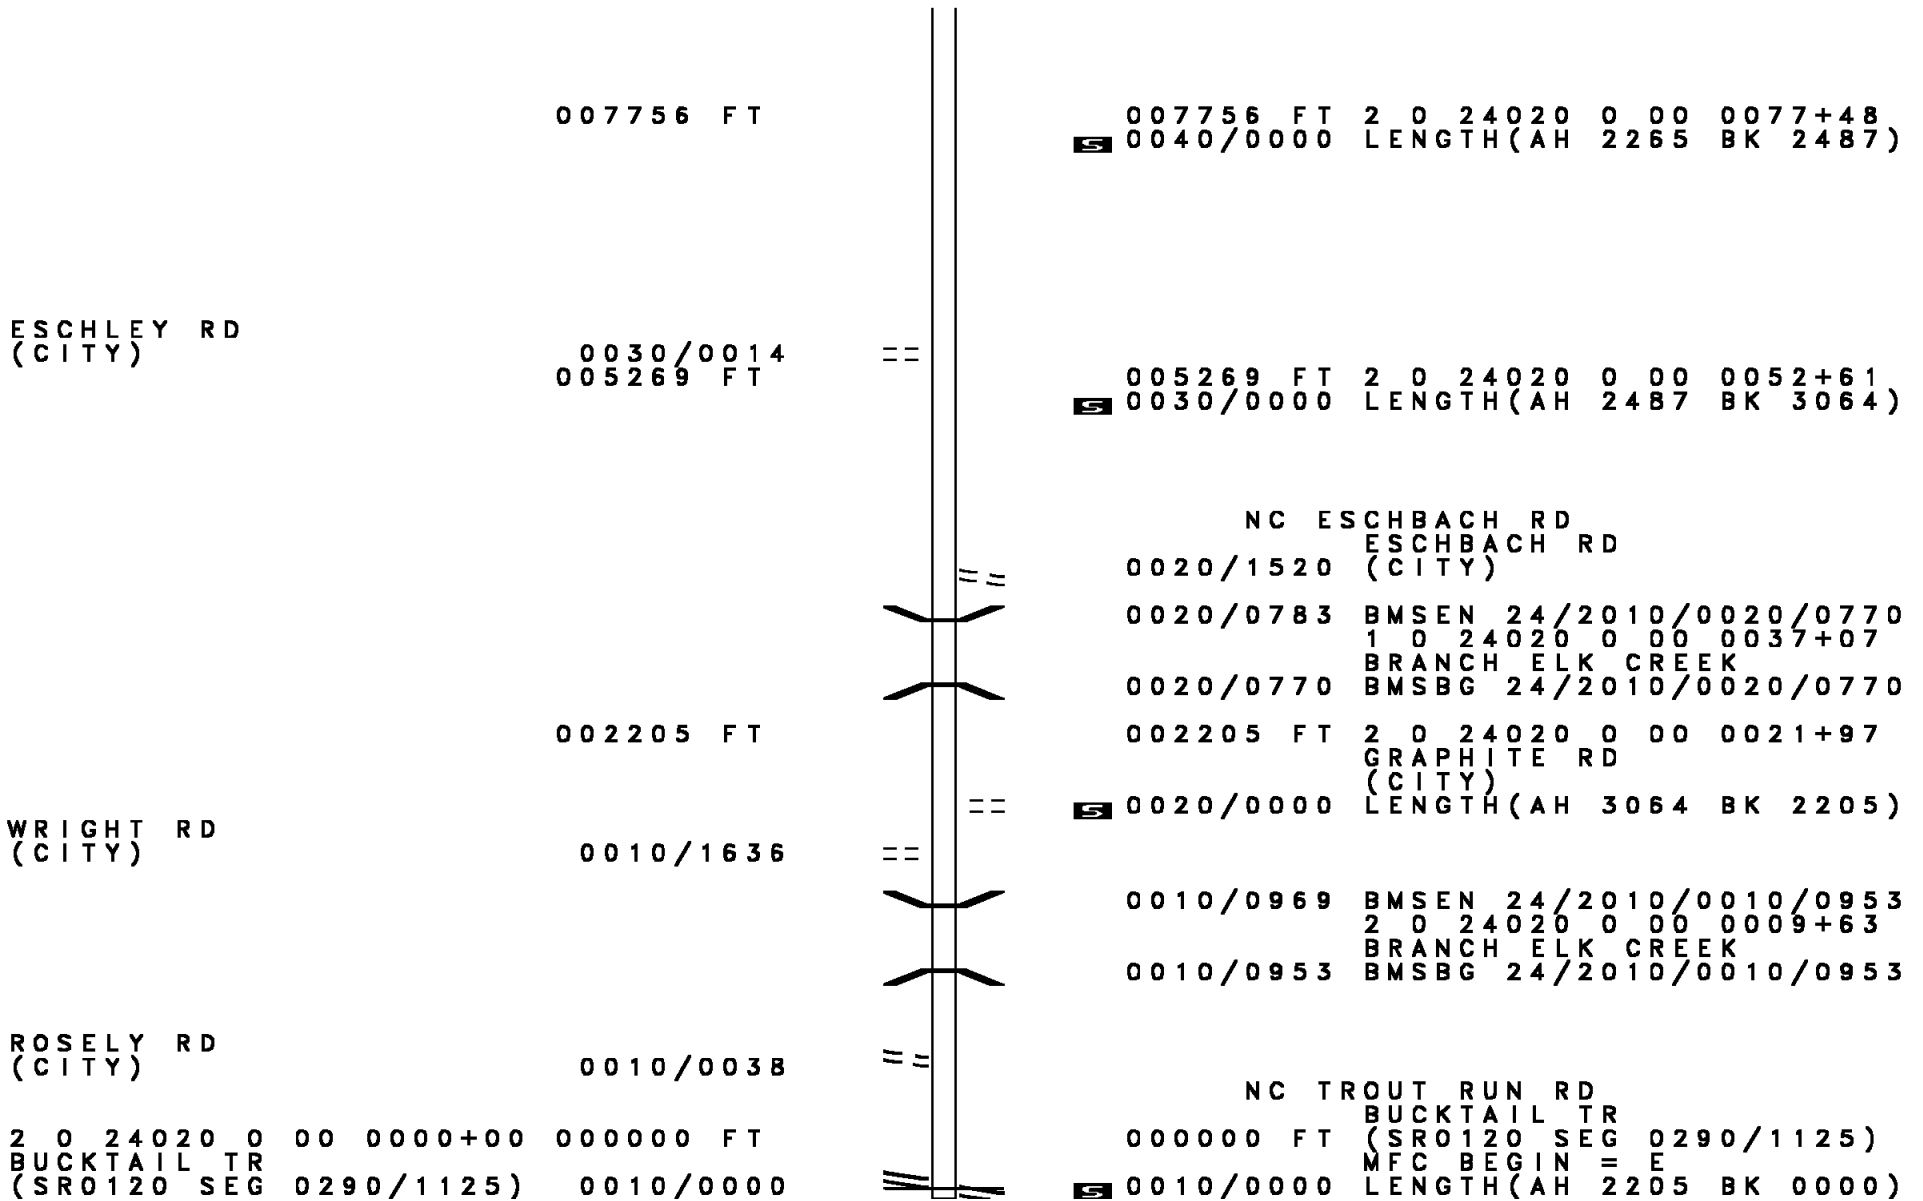 007756 FT 007756 FT 2 0 24020 0 00 0077+48
S 0040/0000 LENGTH(AH 2265 BK 2487)
ESCHLEY RD
(CITY) 0030/0014
005269 FT 005269 FT 2 0 24020 0 00 0052+61
S 0030/0000 LENGTH(AH 2487 BK 3064)
NC ESCHBACH RD
ESCHBACH RD
0020/1520 (CITY)
0020/0783 BMSEN 24/2010/0020/0770
1 0 24020 0 00 0037+07
BRANCH ELK CREEK
0020/0770 BMSBG 24/2010/0020/0770
002205 FT 002205 FT 2 0 24020 0 00 0021+97
GRAPHITE RD
(CITY)
S 0020/0000 LENGTH(AH 3064 BK 2205)
WRIGHT RD
(CITY) 0010/1636
0010/0969 BMSEN 24/2010/0010/0953
2 0 24020 0 00 0009+63
BRANCH ELK CREEK
0010/0953 BMSBG 24/2010/0010/0953
ROSELY RD
(CITY) 0010/0038
NC TROUT RUN RD
BUCKTAIL TR
2 0 24020 0 00 0000+00 000000 FT 000000 FT (SR0120 SEG 0290/1125)
BUCKTAIL TR MFC BEGIN = E
(SR0120 SEG 0290/1125) 0010/0000 S 0010/0000 LENGTH(AH 2205 BK 0000)